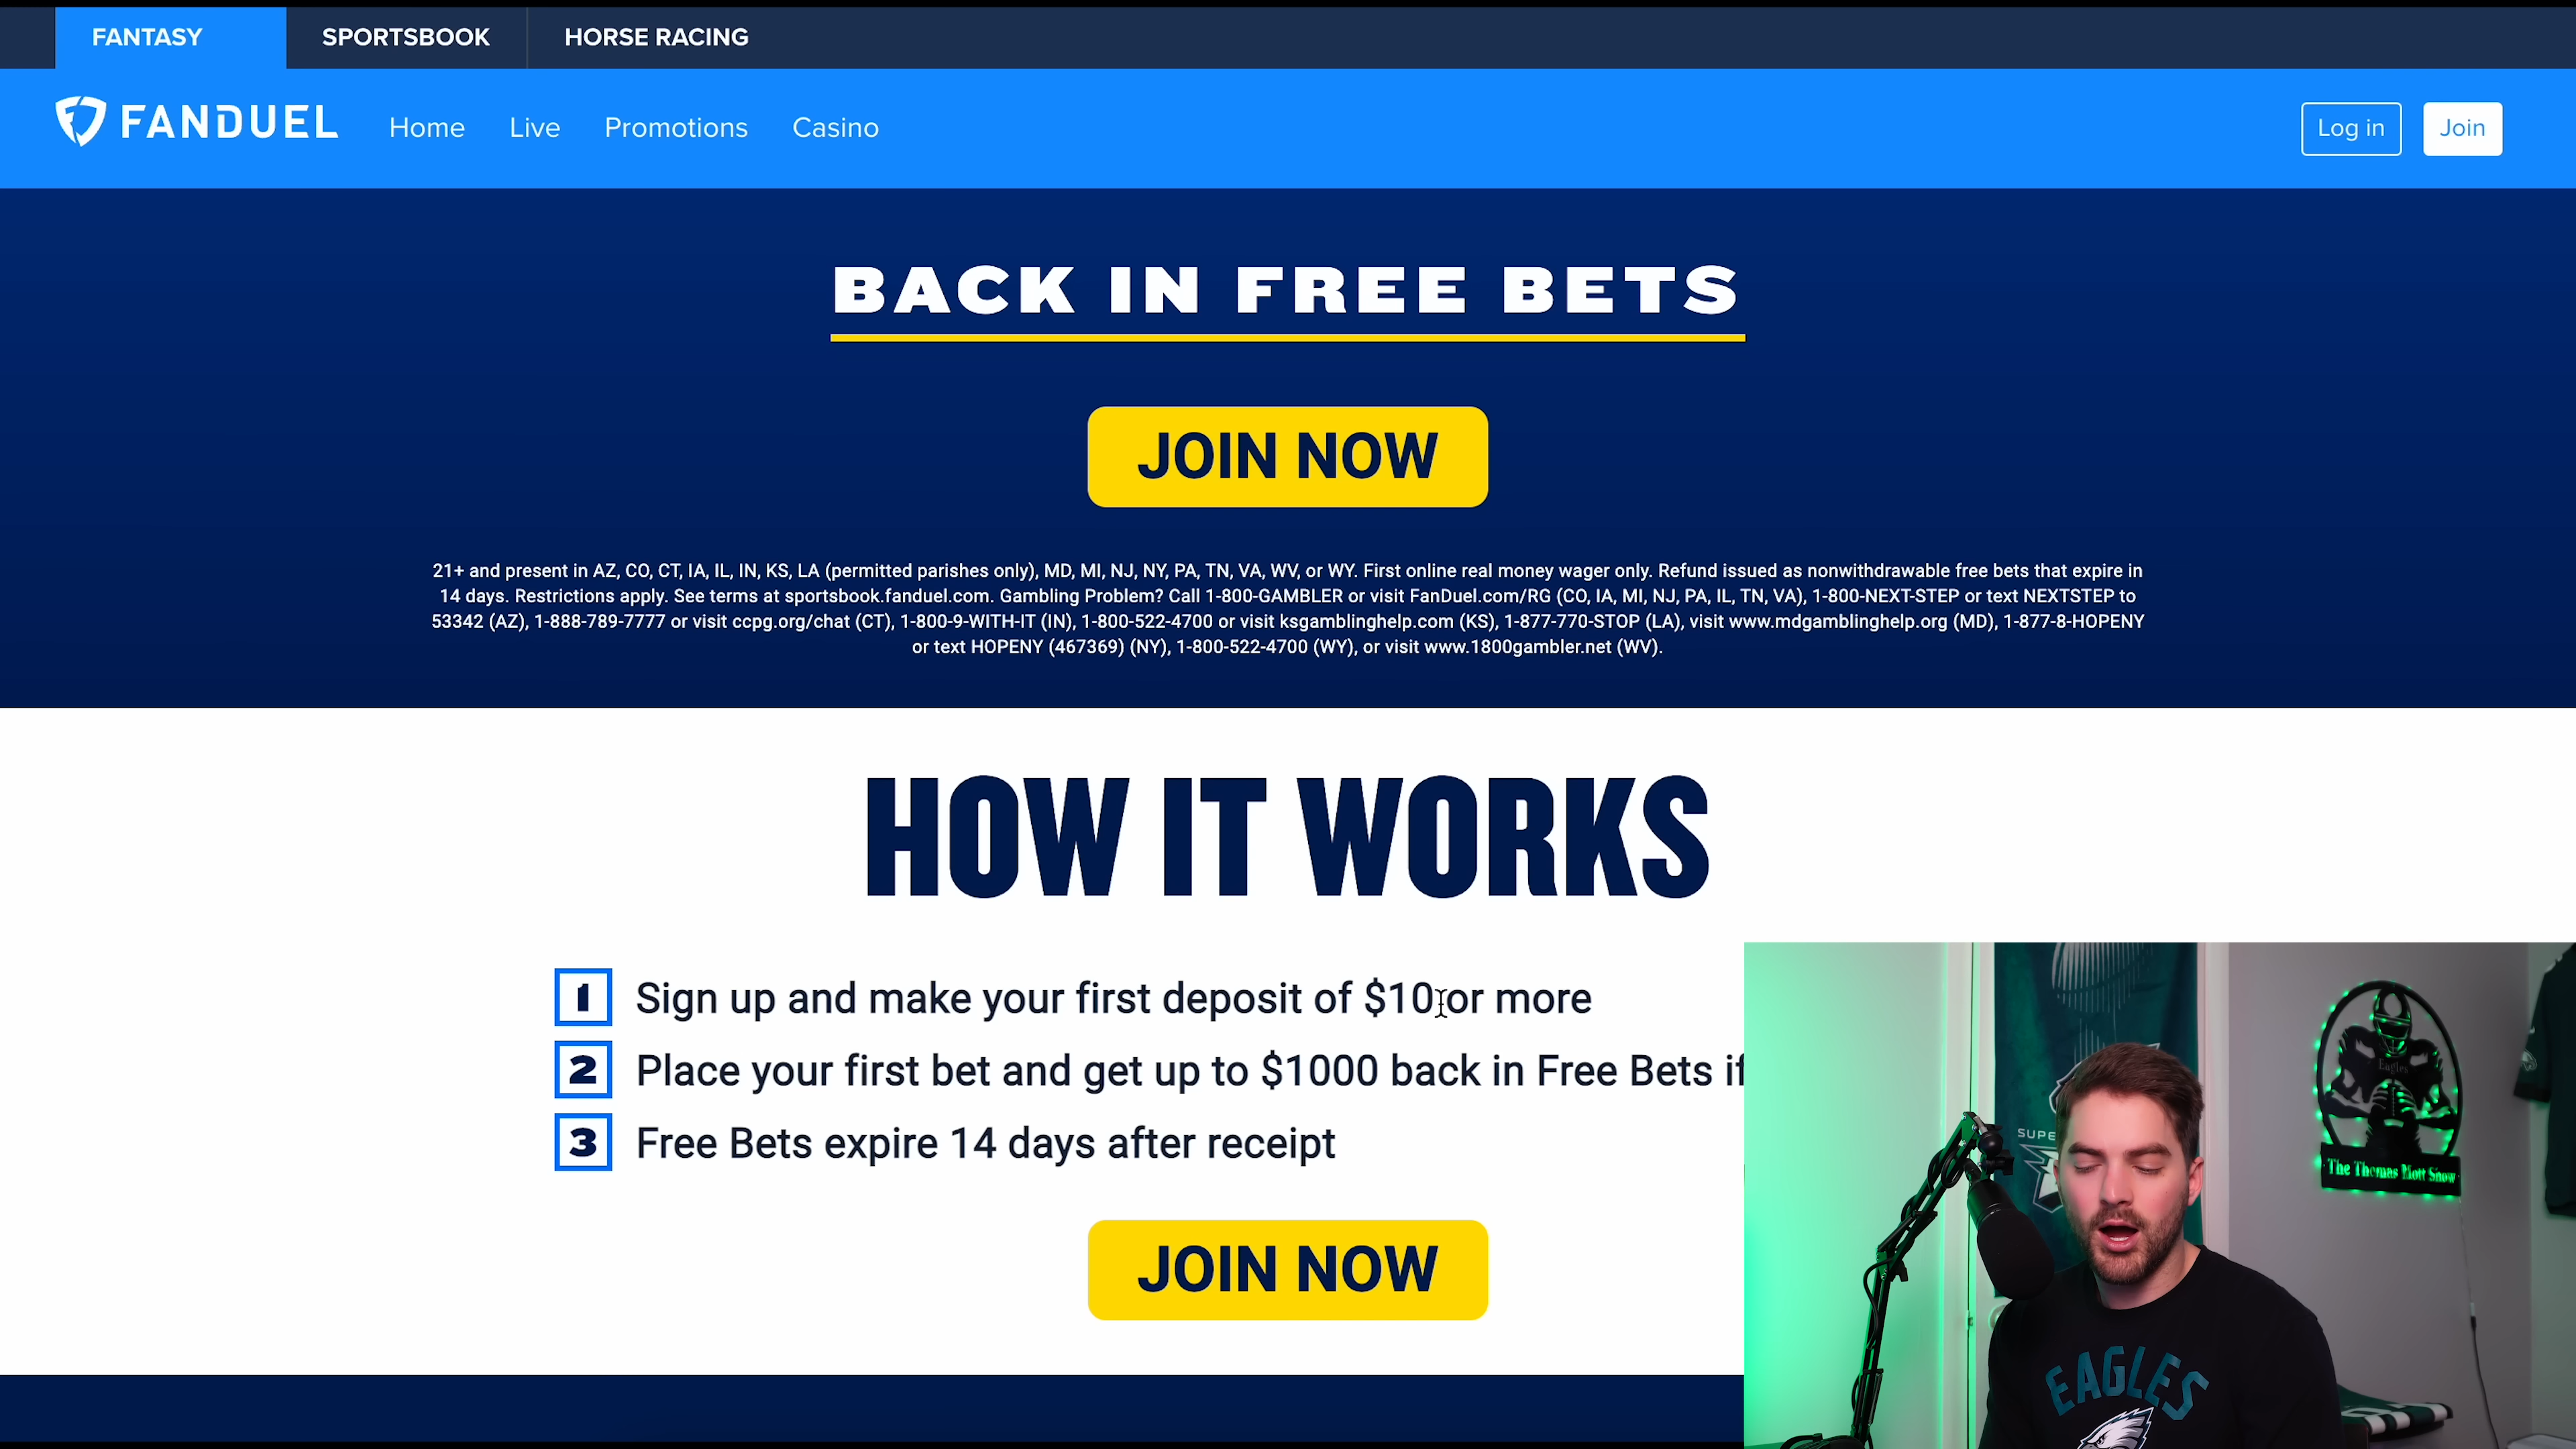 FANTASY SPORTSBOOK HORSE RACING
FANDUEL Home Live Promotions Casino Log in Join
BACK IN FREE BETS
JOIN NOW
21+ and present in AZ, CO, CT, IA, IL, IN, KS, LA (permitted parishes only), MD, MI, NJ, NY, PA, TN, VA, WV, or WY. First online real money wager only. Refund issued as nonwithdrawable free bets that expire in
14 days. Restrictions apply. See terms at sportsbook.fanduel.com. Gambling Problem? Call 1-800-GAMBLER or visit FanDuel.com/RG (CO, IA, MI, NJ, PA, IL, TN, VA), 1-800-NEXT-STEP or text NEXTSTEP to
53342 (AZ), 1-888-789-7777 or visit ccpg.org/chat (CT), 1-800-9-WITH-IT (IN), 1-800-522-4700 or visit ksgamblinghelp.com (KS), 1-877-770-STOP (LA), visit www.mdgamblinghelp.org (MD), 1-877-8-HOPENY
or text HOPENY (467369) (NY), 1-800-522-4700 (WY), or visit www.1800gambler.net (WV).
HOW IT WORKS
1 Sign up and make your first deposit of $10 or more
2 Place your first bet and get up to $1000 back in Free Bets if
3 Free Bets expire 14 days after receipt
JOIN NOW
SUPE
Eagles
The Thomas Mott Show
EAGLES